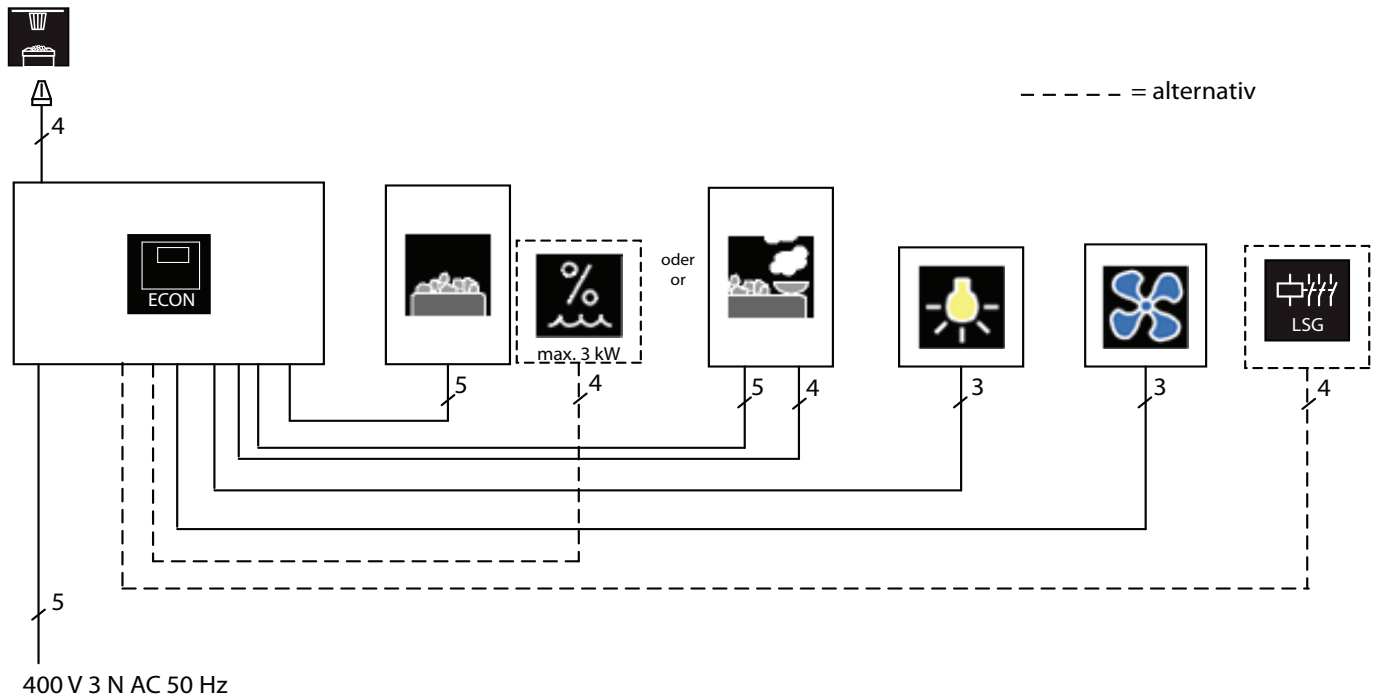 – – – – – = alternativ
4
ECON
%
max. 3 kW
oder
or
LSG
5
4
5
4
3
3
4
5
400 V 3 N AC 50 Hz